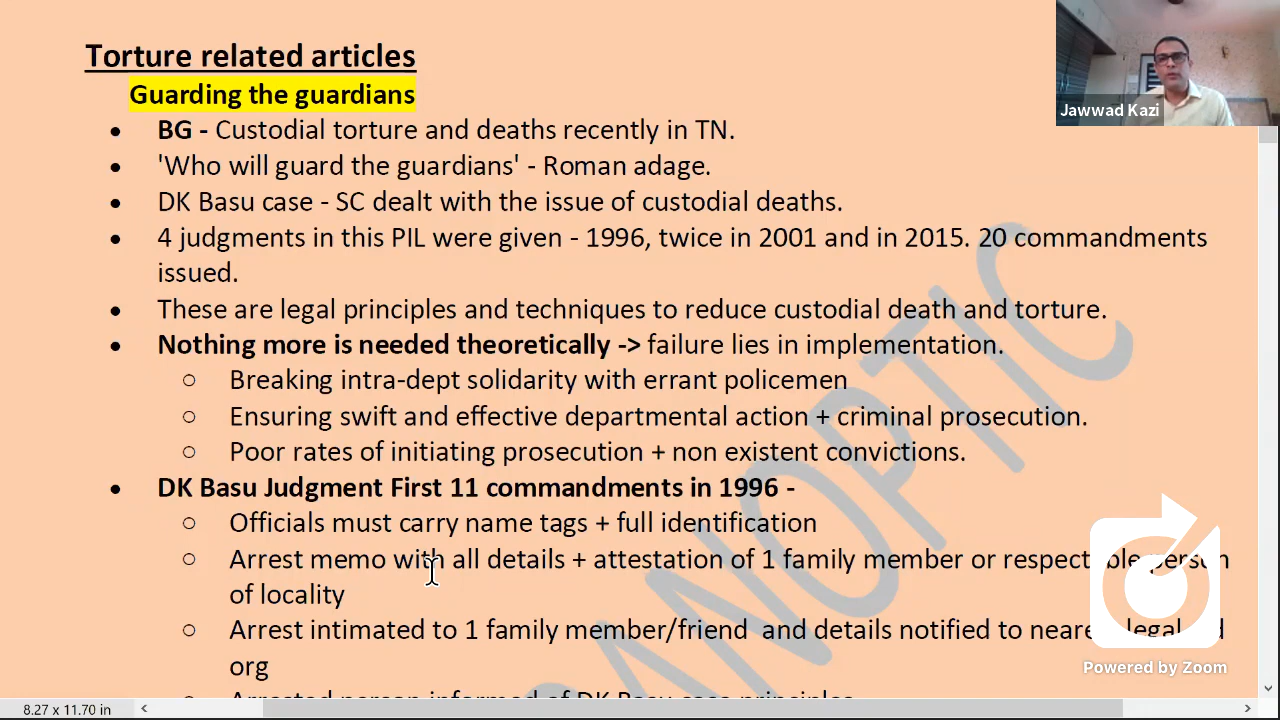 Torture related articles
Guarding the guardians
Jawwad Kazi
• BG - Custodial torture and deaths recently in TN.
• 'Who will guard the guardians' - Roman adage.
• DK Basu case - SC dealt with the issue of custodial deaths.
• 4 judgments in this PIL were given - 1996, twice in 2001 and in 2015. 20 commandments
issued.
• These are legal principles and techniques to reduce custodial death and torture.
• Nothing more is needed theoretically -> failure lies in implementation.
○ Breaking intra-dept solidarity with errant policemen
○ Ensuring swift and effective departmental action + criminal prosecution.
○ Poor rates of initiating prosecution + non existent convictions.
• DK Basu Judgment First 11 commandments in 1996 -
○ Officials must carry name tags + full identification
○ Arrest memo with all details + attestation of 1 family member or respectable person
of locality
○ Arrest intimated to 1 family member/friend  and details notified to nearest legal aid
org
○ Arrested person informed of DK Basu case principles
ANOPTIC
Powered by Zoom
8.27 x 11.70 in